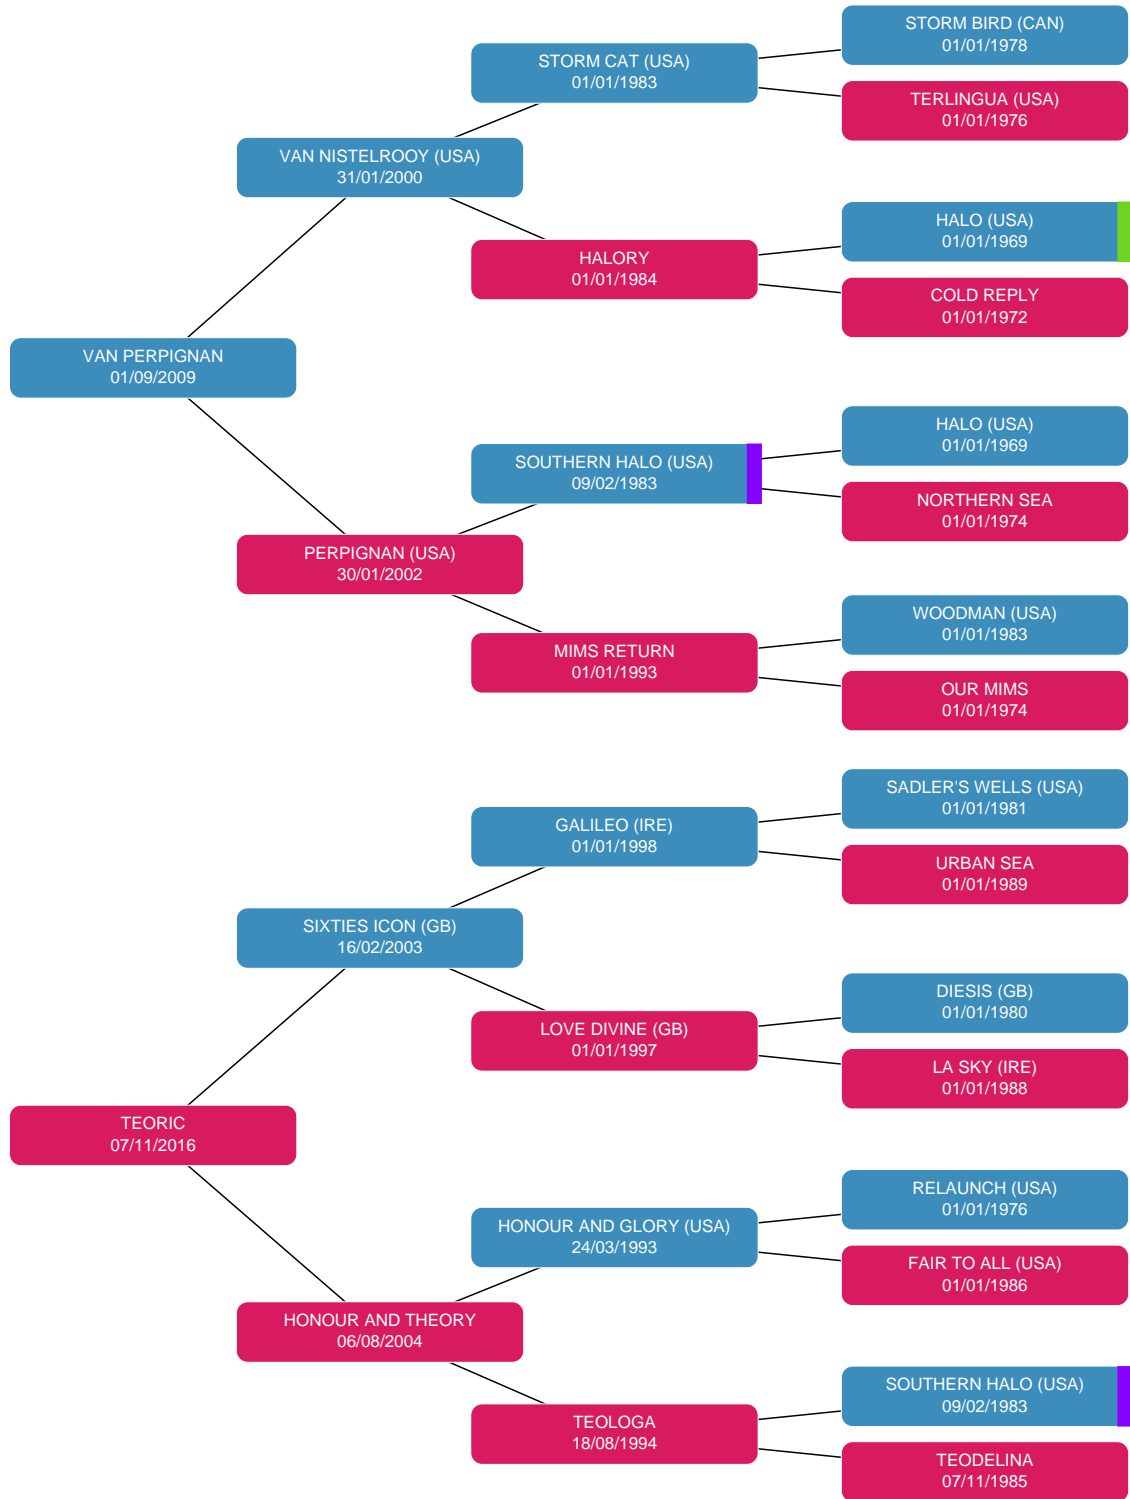 STORM BIRD (CAN)
01/01/1978
STORM CAT (USA)
01/01/1983
TERLINGUA (USA)
01/01/1976
VAN NISTELROOY (USA)
31/01/2000
HALO (USA)
01/01/1969
HALORY
01/01/1984
COLD REPLY
01/01/1972
VAN PERPIGNAN
01/09/2009
HALO (USA)
01/01/1969
SOUTHERN HALO (USA)
09/02/1983
NORTHERN SEA
01/01/1974
PERPIGNAN (USA)
30/01/2002
WOODMAN (USA)
01/01/1983
MIMS RETURN
01/01/1993
OUR MIMS
01/01/1974
SADLER'S WELLS (USA)
01/01/1981
GALILEO (IRE)
01/01/1998
URBAN SEA
01/01/1989
SIXTIES ICON (GB)
16/02/2003
DIESIS (GB)
01/01/1980
LOVE DIVINE (GB)
01/01/1997
LA SKY (IRE)
01/01/1988
TEORIC
07/11/2016
RELAUNCH (USA)
01/01/1976
HONOUR AND GLORY (USA)
24/03/1993
FAIR TO ALL (USA)
01/01/1986
HONOUR AND THEORY
06/08/2004
SOUTHERN HALO (USA)
09/02/1983
TEOLOGA
18/08/1994
TEODELINA
07/11/1985